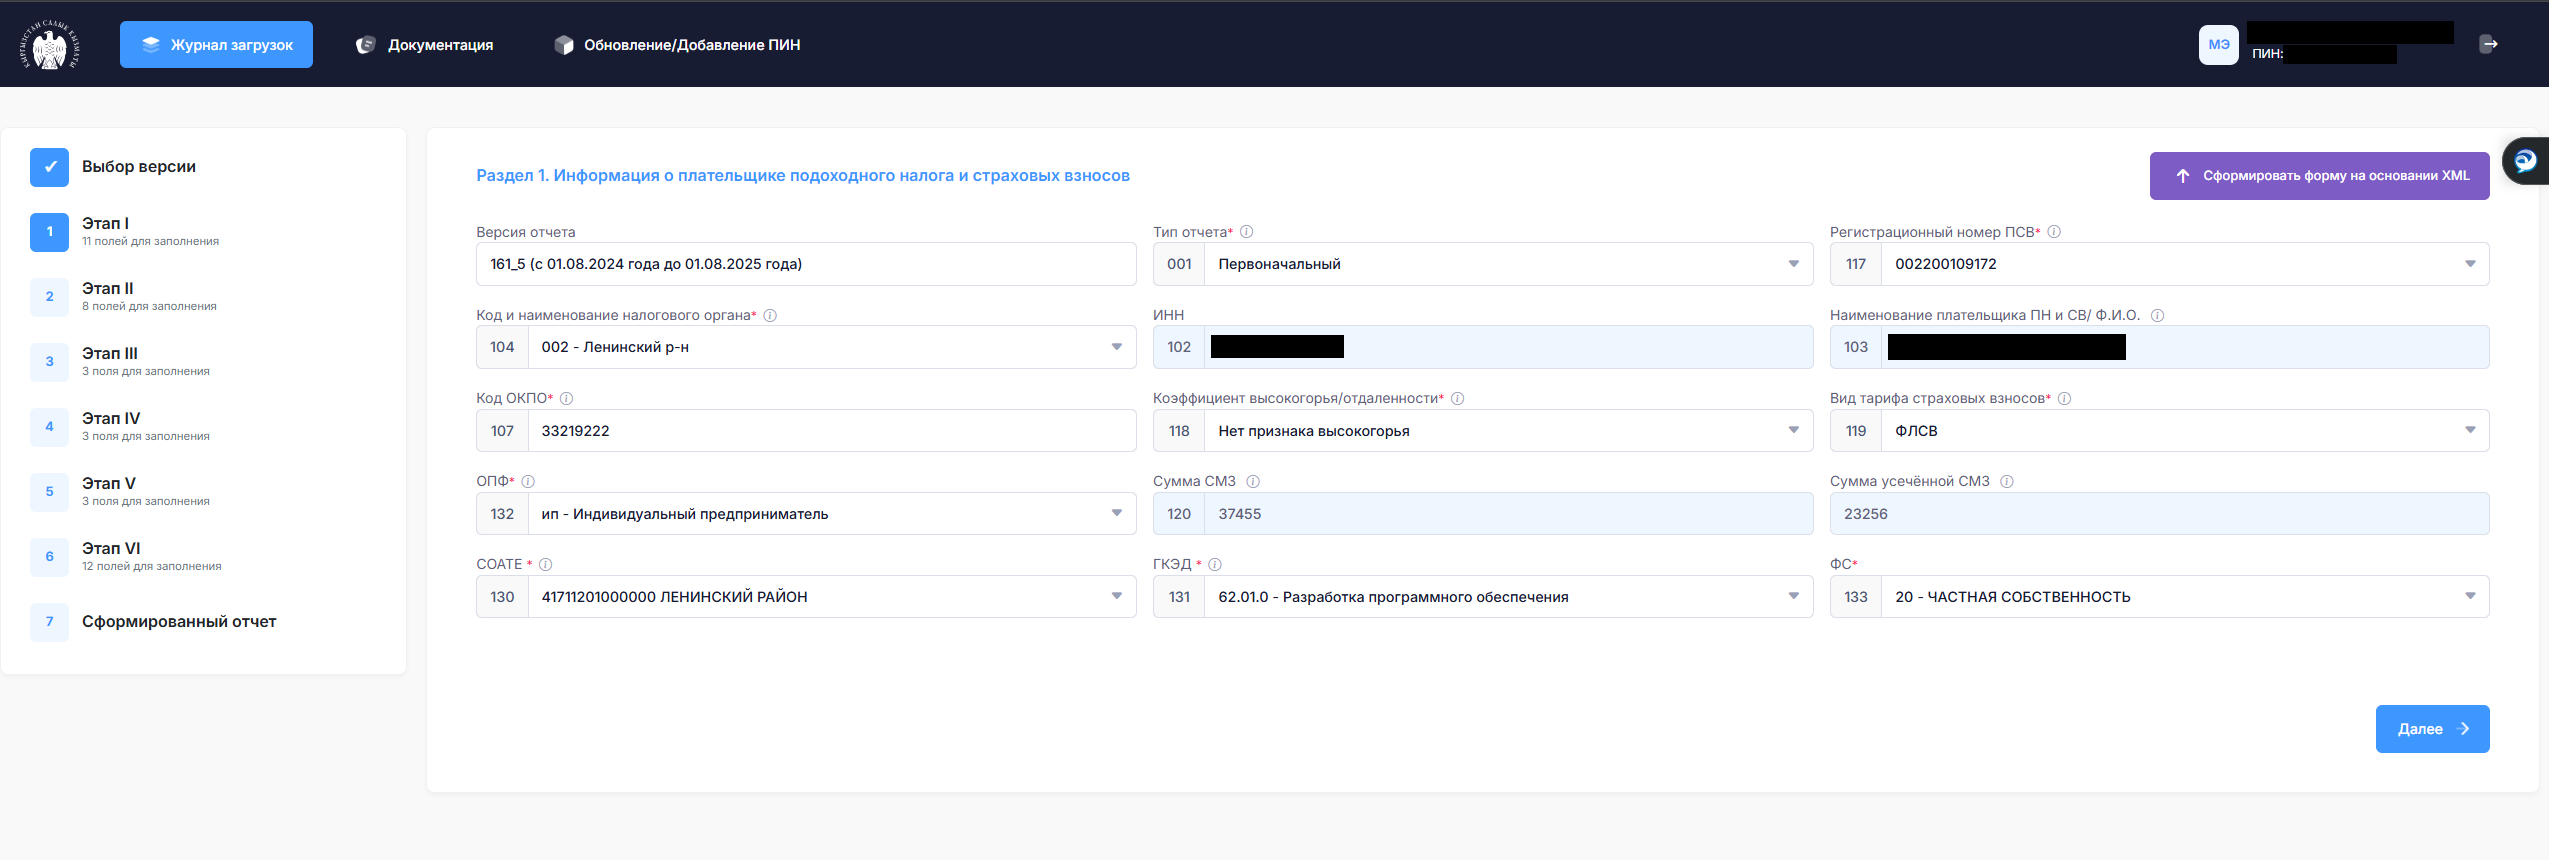 КЫРГЫЗСТАН САЛЫК КЫЗМАТЫ
Журнал загрузок
Документация
Обновление/Добавление ПИН
МЭ
ПИН:
Выбор версии
1
Этап I
11 полей для заполнения
2
Этап II
8 полей для заполнения
3
Этап III
3 поля для заполнения
4
Этап IV
3 поля для заполнения
5
Этап V
3 поля для заполнения
6
Этап VI
12 полей для заполнения
7
Сформированный отчет
Раздел 1. Информация о плательщике подоходного налога и страховых взносов
Сформировать форму на основании XML
Версия отчета
161_5 (с 01.08.2024 года до 01.08.2025 года)
Тип отчета*
001 Первоначальный
Регистрационный номер ПСВ*
117 002200109172
Код и наименование налогового органа*
104 002 - Ленинский р-н
ИНН
102
Наименование плательщика ПН и СВ/ Ф.И.О.
103
Код ОКПО*
107 33219222
Коэффициент высокогорья/отдаленности*
118 Нет признака высокогорья
Вид тарифа страховых взносов*
119 ФЛСВ
ОПФ*
132 ип - Индивидуальный предприниматель
Сумма СМЗ
120 37455
Сумма усечённой СМЗ
23256
СОАТЕ *
130 41711201000000 ЛЕНИНСКИЙ РАЙОН
ГКЭД *
131 62.01.0 - Разработка программного обеспечения
ФС*
133 20 - ЧАСТНАЯ СОБСТВЕННОСТЬ
Далее